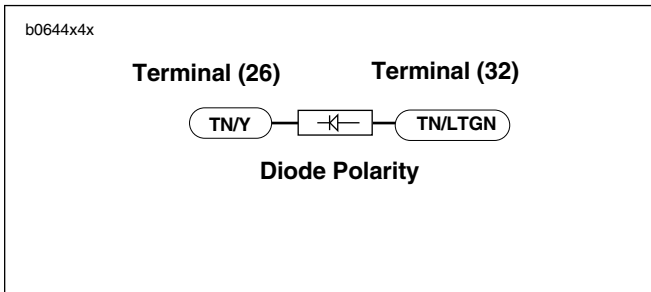 b0644x4x
Terminal (26) Terminal (32)
TN/Y TN/LTGN
Diode Polarity